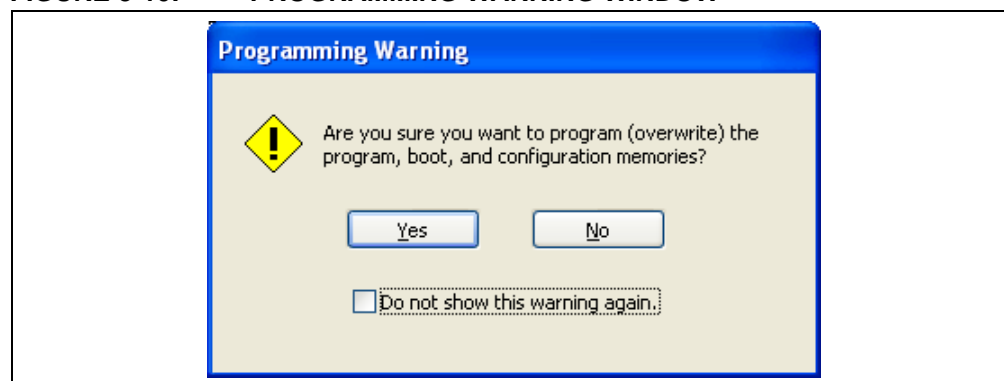 Programming Warning
Are you sure you want to program (overwrite) the
program, boot, and configuration memories?
Yes
No
Do not show this warning again.